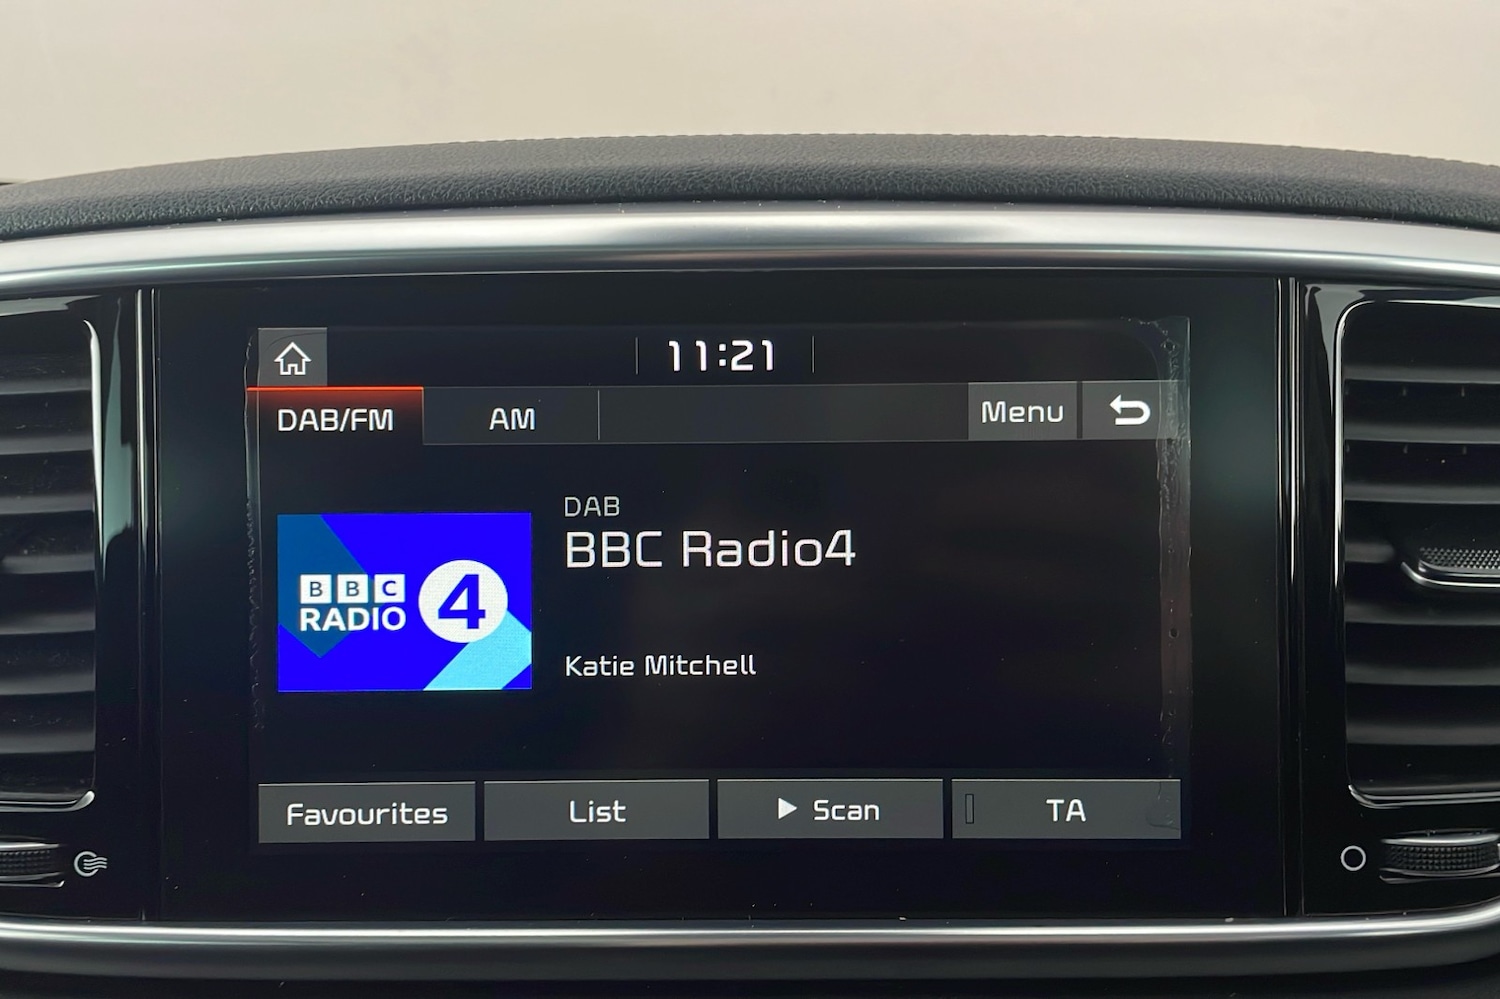 11:21
DAB/FM
AM
Menu
DAB
BBC Radio4
BBC
RADIO 4
Katie Mitchell
Favourites
List
Scan
TA